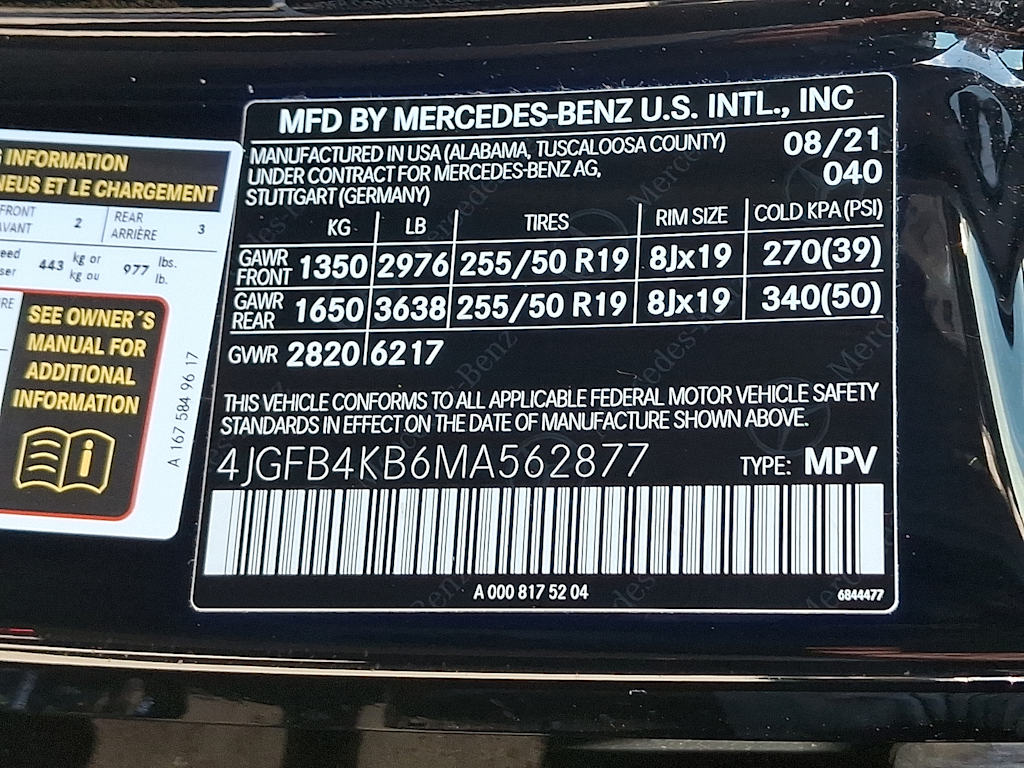 MFD BY MERCEDES-BENZ U.S. INTL., INC
MANUFACTURED IN USA (ALABAMA, TUSCALOOSA COUNTY) 08/21
UNDER CONTRACT FOR MERCEDES-BENZ AG, 040
STUTTGART (GERMANY)
KG LB TIRES RIM SIZE COLD KPA (PSI)
GAWR FRONT 1350 2976 255/50 R19 8Jx19 270(39)
GAWR REAR 1650 3638 255/50 R19 8Jx19 340(50)
GVWR 2820 6217
THIS VEHICLE CONFORMS TO ALL APPLICABLE FEDERAL MOTOR VEHICLE SAFETY
STANDARDS IN EFFECT ON THE DATE OF MANUFACTURE SHOWN ABOVE.
4JGFB4KB6MA562877 TYPE: MPV
A 000 817 52 04 6844477
INFORMATION
NEUS ET LE CHARGEMENT
FRONT 2 REAR 3
AVANT ARRIÈRE
443 kg or 977 lbs.
kg ou lb.
SEE OWNER´S
MANUAL FOR
ADDITIONAL
INFORMATION
A 167 584 96 17